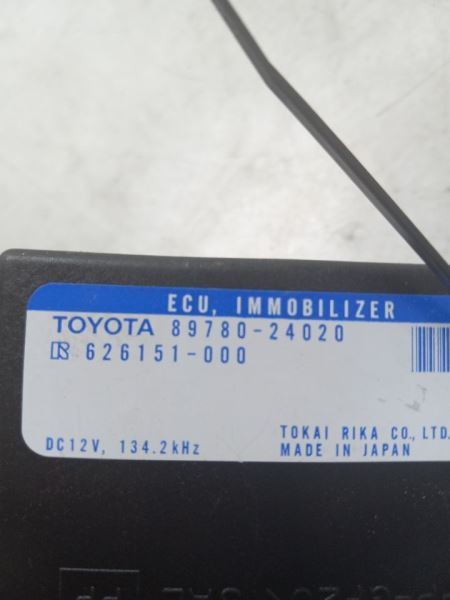 ECU, IMMOBILIZER
TOYOTA 89780-24020
626151-000
DC12V, 134.2kHz
TOKAI RIKA CO., LTD.
MADE IN JAPAN